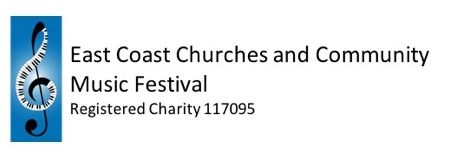 East Coast Churches and Community
Music Festival
Registered Charity 117095